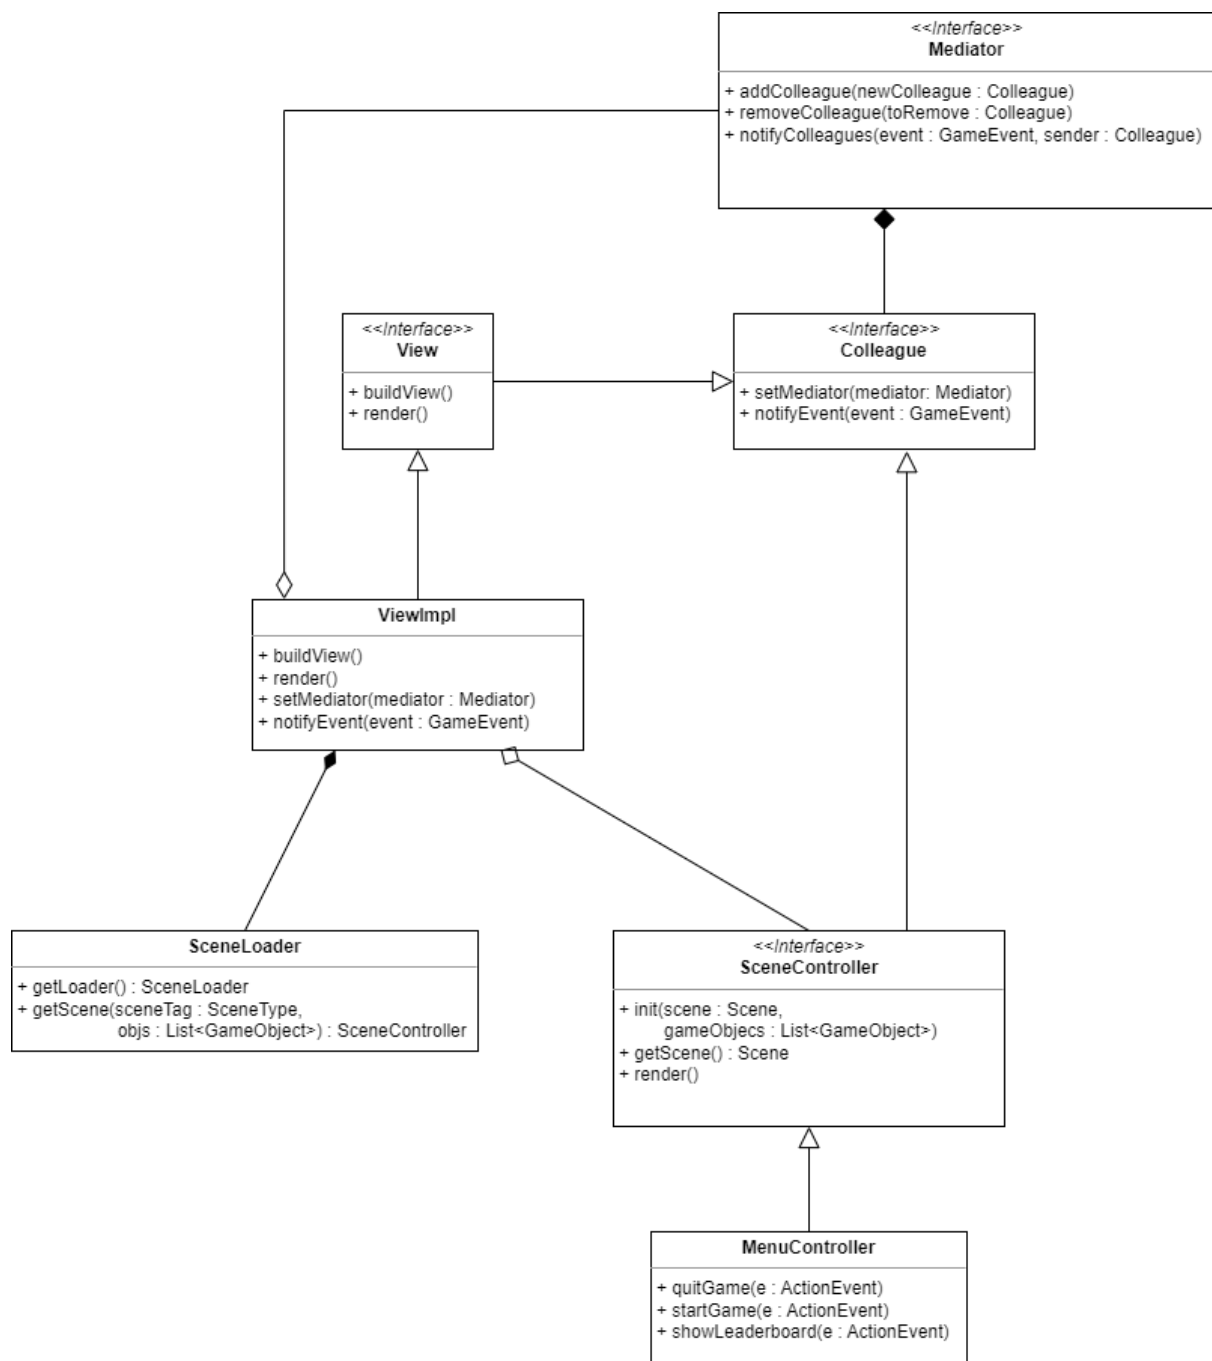 <<Interface>>
Mediator
+ addColleague(newColleague : Colleague)
+ removeColleague(toRemove : Colleague)
+ notifyColleagues(event : GameEvent, sender : Colleague)
<<Interface>>
View
+ buildView()
+ render()
<<Interface>>
Colleague
+ setMediator(mediator: Mediator)
+ notifyEvent(event : GameEvent)
ViewImpl
+ buildView()
+ render()
+ setMediator(mediator : Mediator)
+ notifyEvent(event : GameEvent)
SceneLoader
+ getLoader() : SceneLoader
+ getScene(sceneTag : SceneType,
objs : List<GameObject>) : SceneController
<<Interface>>
SceneController
+ init(scene : Scene,
gameObjecs : List<GameObject>)
+ getScene() : Scene
+ render()
MenuController
+ quitGame(e : ActionEvent)
+ startGame(e : ActionEvent)
+ showLeaderboard(e : ActionEvent)